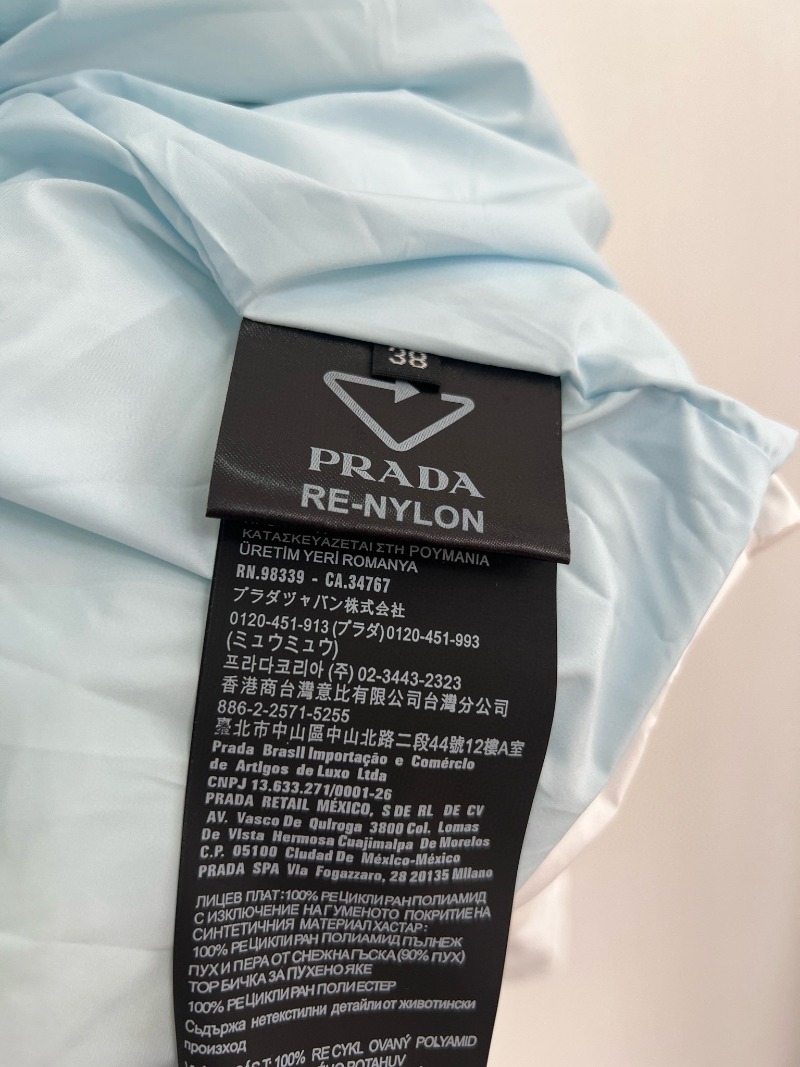 38
PRADA
RE-NYLON
ΚΑΤΑΣΚΕΥΑΖΕΤΑΙ ΣΤΗ ΡΟΥΜΑΝΙΑ
ÜRETİM YERİ ROMANYA
RN.98339 - CA.34767
プラダジャパン株式会社
0120-451-913 (プラダ)0120-451-993
(ミュウミュウ)
프라다코리아 (주) 02-3443-2323
香港商台灣意比有限公司台灣分公司
886-2-2571-5255
臺北市中山區中山北路二段44號12樓A室
Prada Brasil Importação e Comércio
de Artigos de Luxo Ltda
CNPJ 13.633.271/0001-26
PRADA RETAIL MÉXICO, S DE RL DE CV
AV. Vasco De Quiroga 3800 Col. Lomas
De Vista Hermosa Cuajimalpa De Morelos
C.P. 05100 Ciudad De México-México
PRADA SPA Via Fogazzaro, 28 20135 Milano
ЛИЦЕВ ПЛАТ:100% РЕЦИКЛИРАН ПОЛИАМИД
С ИЗКЛЮЧЕНИЕ НА ГУМЕНОТО ПОКРИТИЕ НА
СИНТЕТИЧНИЯ МАТЕРИАЛ ХАСТАР:
100% РЕЦИКЛИРАН ПОЛИАМИД ПЪЛНЕЖ
ПУХ И ПЕРА ОТ СНЕЖНА ГЪСКА (90% ПУХ)
ТОРБИЧКА ЗА ПУХЕНО ЯКЕ
100% РЕЦИКЛИРАН ПОЛИЕСТЕР
Съдържа нетекстилни детайли от животински
произход
100% RECYKLOVANÝ POLYAMID
POTAHUV